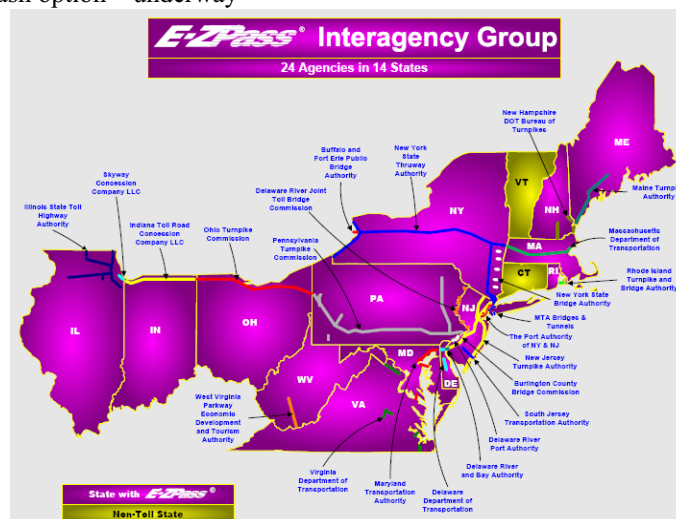 ash option – underway
E-ZPass® Interagency Group
24 Agencies in 14 States
New Hampshire
DOT Bureau of
Turnpikes
ME
Buffalo and
Fort Erie Public
Bridge
Authority
New York
State
Thruway
Authority
VT
Skyway
Concession
Company LLC
Delaware River Joint
Toll Bridge
Commission
Maine Turnpi
Authority
Illinois State Toll
Highway
Authority
Indiana Toll Road
Concession
Company LLC
Ohio Turnpike
Commission
NY
NH
Pennsylvania
Turnpike
Commission
MA
Massachusetts
Department of
Transportation
CT
RI
Rhode Island
Turnpike and
Bridge Authority
New York State
Bridge Authority
IL
IN
OH
PA
NJ
MTA Bridges &
Tunnels
The Port Authority
of NY & NJ
New Jersey
Turnpike Authority
MD
DE
Burlington County
Bridge Commission
WV
VA
South Jersey
Transportation Authority
West Virginia
Parkway
Economic
Development
and Tourism
Authority
Delaware River
Port Authority
Delaware River
and Bay Authority
Virginia
Department of
Transportation
Maryland
Transportation
Authority
Delaware
Department of
Transportation
State with E-ZPass®
Non-Toll State